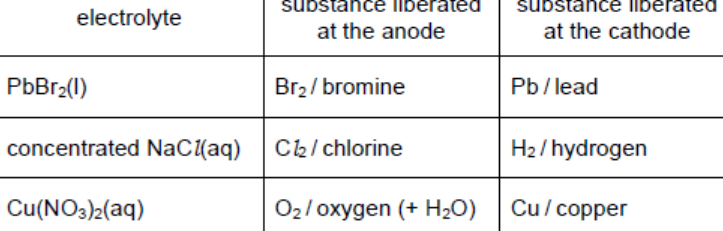 electrolyte
substance liberated
at the anode
substance liberated
at the cathode
PbBr₂(l)
Br₂ / bromine
Pb / lead
concentrated NaCl(aq)
Cl₂ / chlorine
H₂ / hydrogen
Cu(NO₃)₂(aq)
O₂ / oxygen (+ H₂O)
Cu / copper